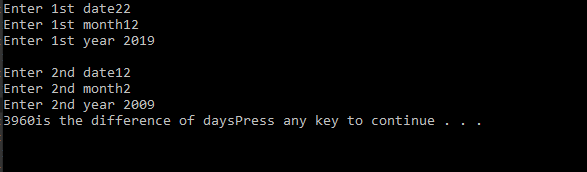 Enter 1st date22
Enter 1st month12
Enter 1st year 2019
Enter 2nd date12
Enter 2nd month2
Enter 2nd year 2009
3960is the difference of daysPress any key to continue . . .